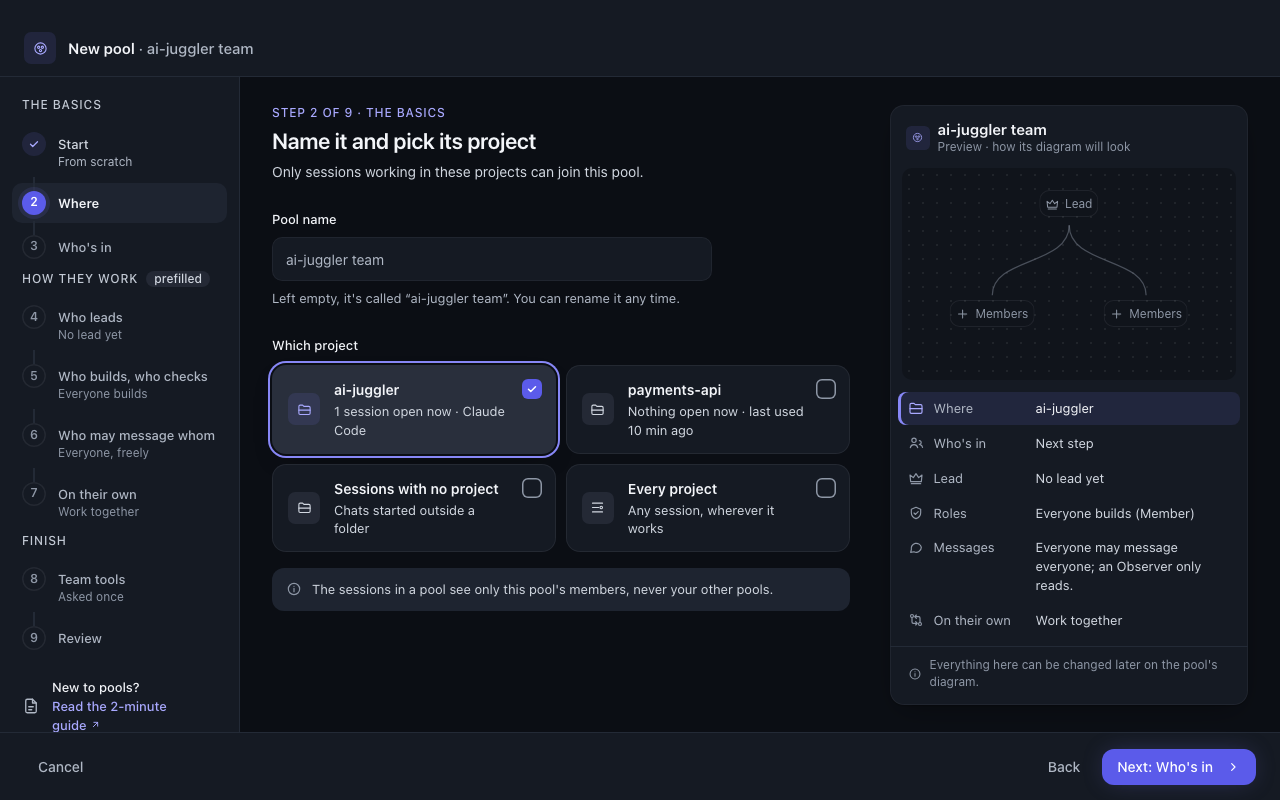 New pool · ai-juggler team
THE BASICS
Start
From scratch
2
Where
3
Who's in
HOW THEY WORK prefilled
4
Who leads
No lead yet
5
Who builds, who checks
Everyone builds
6
Who may message whom
Everyone, freely
7
On their own
Work together
FINISH
8
Team tools
Asked once
9
Review
New to pools?
Read the 2-minute
guide ↗
STEP 2 OF 9 · THE BASICS
Name it and pick its project
Only sessions working in these projects can join this pool.
Pool name
ai-juggler team
Left empty, it's called “ai-juggler team”. You can rename it any time.
Which project
ai-juggler
1 session open now · Claude
Code
payments-api
Nothing open now · last used
10 min ago
Sessions with no project
Chats started outside a
folder
Every project
Any session, wherever it
works
The sessions in a pool see only this pool's members, never your other pools.
ai-juggler team
Preview · how its diagram will look
Lead
Members
Members
Where ai-juggler
Who's in Next step
Lead No lead yet
Roles Everyone builds (Member)
Messages Everyone may message
everyone; an Observer only
reads.
On their own Work together
Everything here can be changed later on the pool's
diagram.
Cancel
Back
Next: Who's in